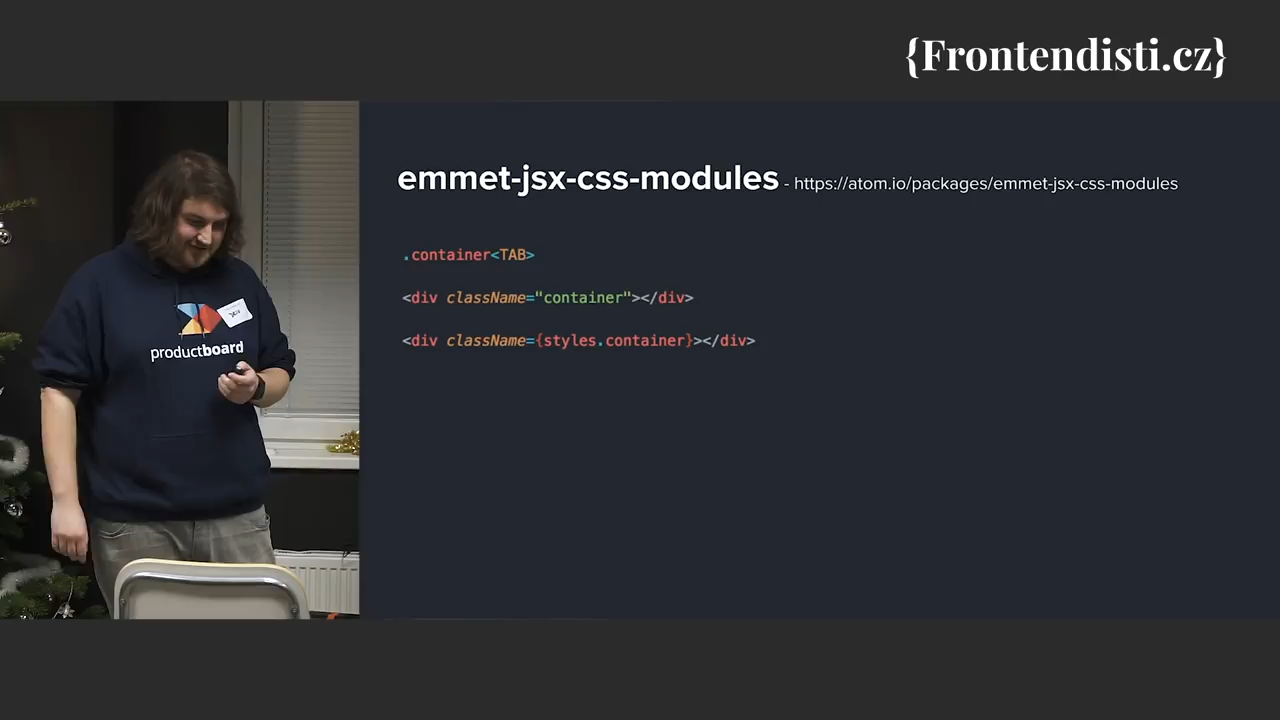 {Frontendisti.cz}
emmet-jsx-css-modules - https://atom.io/packages/emmet-jsx-css-modules
.container<TAB>
<div className="container"></div>
<div className={styles.container}></div>
productboard